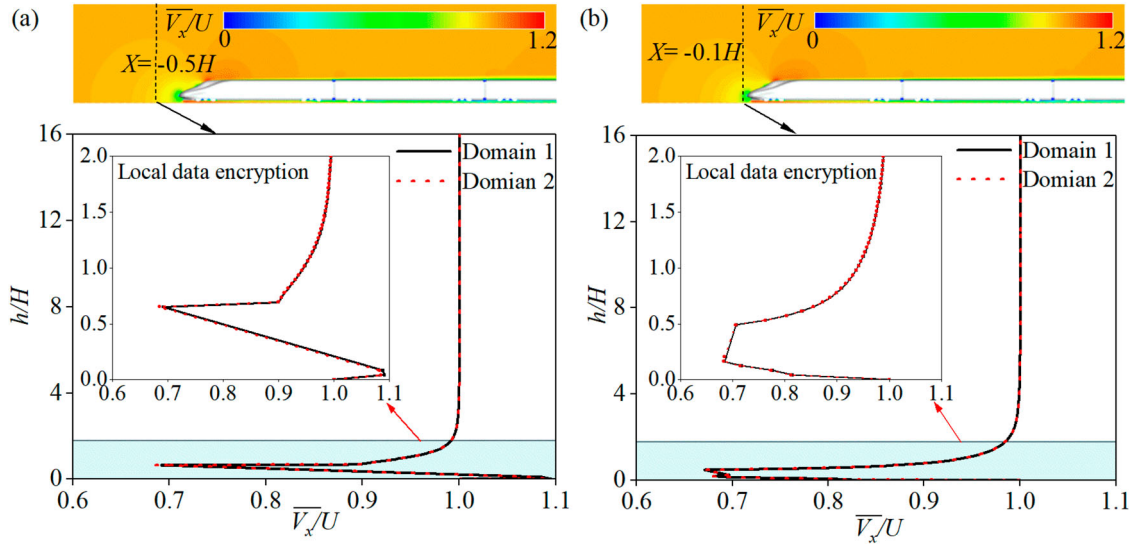 (a)
V̅x̅/U
0
1.2
X= -0.5H
16
12
8
4
0
h/H
Domain 1
Domian 2
Local data encryption
2.0
1.5
1.0
0.5
0.0
0.6 0.7 0.8 0.9 1.0 1.1
0.6 0.7 0.8 0.9 1.0 1.1
V̅x̅/U
(b)
V̅x̅/U
0
1.2
X= -0.1H
16
12
8
4
0
h/H
Domain 1
Domian 2
Local data encryption
2.0
1.5
1.0
0.5
0.0
0.6 0.7 0.8 0.9 1.0 1.1
0.6 0.7 0.8 0.9 1.0 1.1
V̅x̅/U